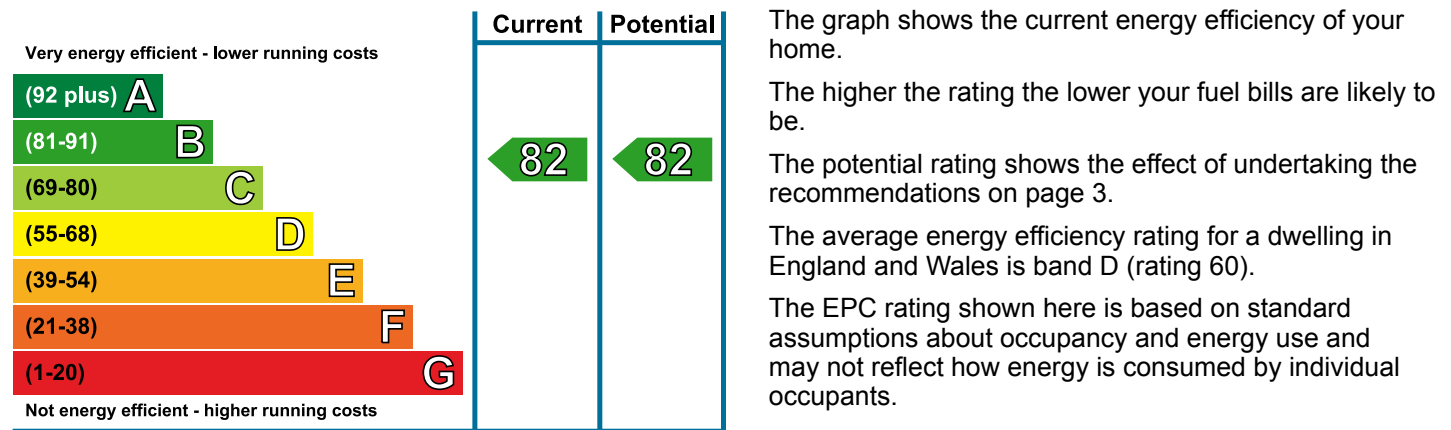 Current Potential
Very energy efficient - lower running costs
(92 plus) A
(81-91) B
(69-80) C
(55-68) D
(39-54) E
(21-38) F
(1-20) G
Not energy efficient - higher running costs
82 82
The graph shows the current energy efficiency of your
home.
The higher the rating the lower your fuel bills are likely to
be.
The potential rating shows the effect of undertaking the
recommendations on page 3.
The average energy efficiency rating for a dwelling in
England and Wales is band D (rating 60).
The EPC rating shown here is based on standard
assumptions about occupancy and energy use and
may not reflect how energy is consumed by individual
occupants.